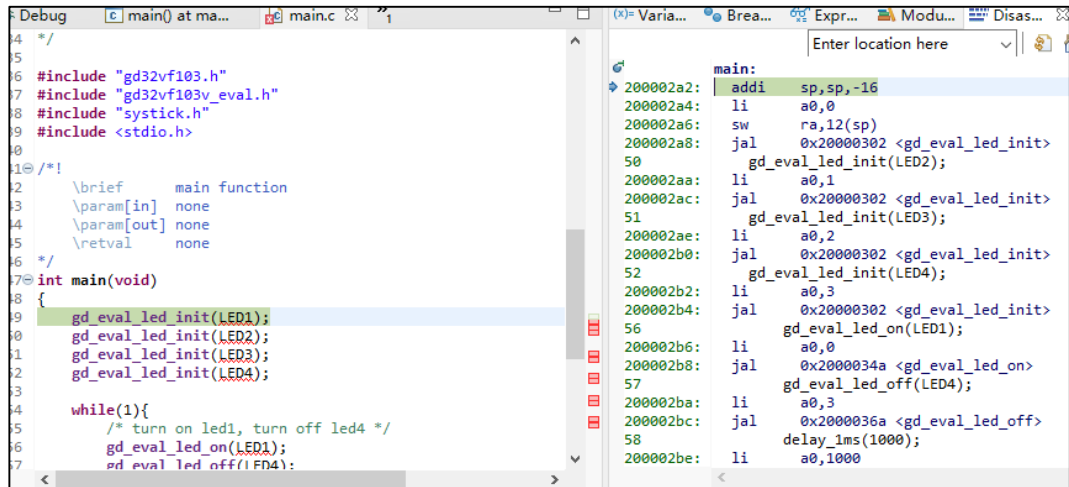 Debug
main() at ma...
main.c
"1
34 */
35
36 #include "gd32vf103.h"
37 #include "gd32vf103v_eval.h"
38 #include "systick.h"
39 #include <stdio.h>
40
41 /*!
42 \brief main function
43 \param[in] none
44 \param[out] none
45 \retval none
46 */
47 int main(void)
48 {
49 gd_eval_led_init(LED1);
50 gd_eval_led_init(LED2);
51 gd_eval_led_init(LED3);
52 gd_eval_led_init(LED4);
53
54 while(1){
55 /* turn on led1, turn off led4 */
56 gd_eval_led_on(LED1);
57 gd_eval_led_off(LED4);
(x)= Varia...
Brea...
Expr...
Modu...
Disas...
Enter location here
main:
200002a2: addi sp,sp,-16
200002a4: li a0,0
200002a6: sw ra,12(sp)
200002a8: jal 0x20000302 <gd_eval_led_init>
50 gd_eval_led_init(LED2);
200002aa: li a0,1
200002ac: jal 0x20000302 <gd_eval_led_init>
51 gd_eval_led_init(LED3);
200002ae: li a0,2
200002b0: jal 0x20000302 <gd_eval_led_init>
52 gd_eval_led_init(LED4);
200002b2: li a0,3
200002b4: jal 0x20000302 <gd_eval_led_init>
56 gd_eval_led_on(LED1);
200002b6: li a0,0
200002b8: jal 0x2000034a <gd_eval_led_on>
57 gd_eval_led_off(LED4);
200002ba: li a0,3
200002bc: jal 0x2000036a <gd_eval_led_off>
58 delay_1ms(1000);
200002be: li a0,1000